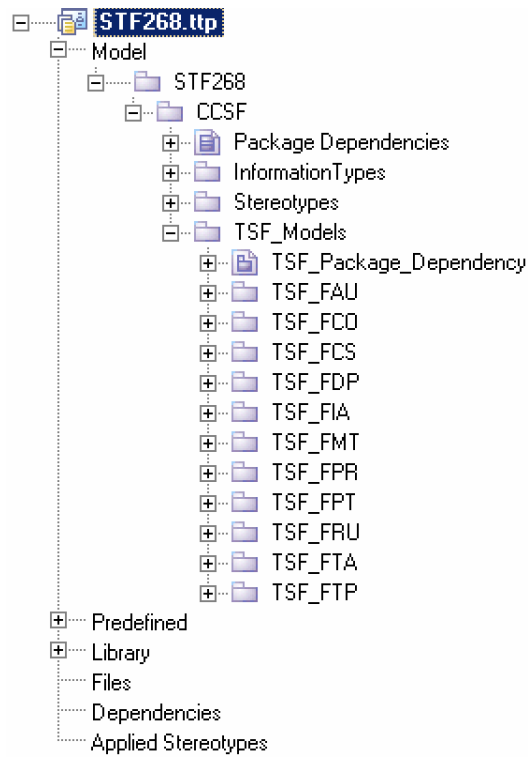 STF268.ttp
Model
STF268
CCSF
Package Dependencies
InformationTypes
Stereotypes
TSF_Models
TSF_Package_Dependency
TSF_FAU
TSF_FCO
TSF_FCS
TSF_FDP
TSF_FIA
TSF_FMT
TSF_FPR
TSF_FPT
TSF_FRU
TSF_FTA
TSF_FTP
Predefined
Library
Files
Dependencies
Applied Stereotypes